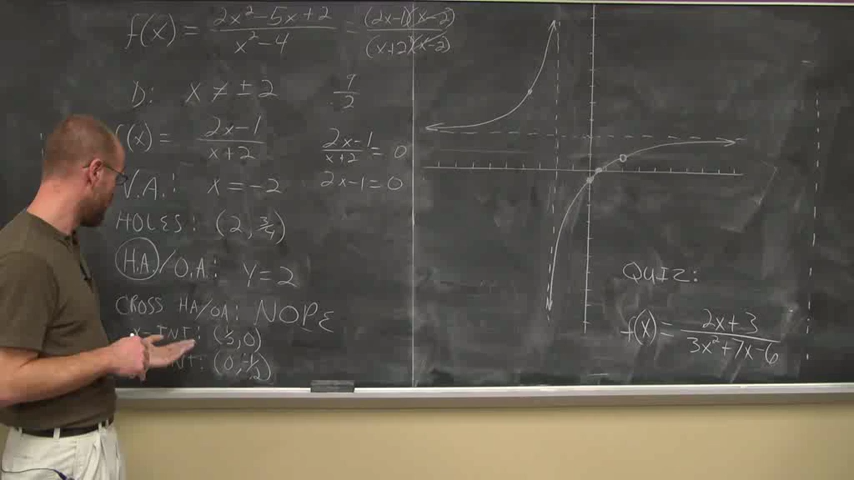 f(x) = (2x²-5x+2)/(x²-4) = ((2x-1)(x-2))/((x+2)(x-2))
D: x ≠ ±2
f(x) = (2x-1)/(x+2)
(2x-1)/(x+2) = 0
V.A.: x = -2
2x-1 = 0
HOLES: (2, 3/4)
H.A./O.A.: y = 2
CROSS HA/OA: NOPE
x-INT: (½, 0)
INT: (0, -½)
QUIZ:
f(x) = (2x+3)/(3x²+7x-6)